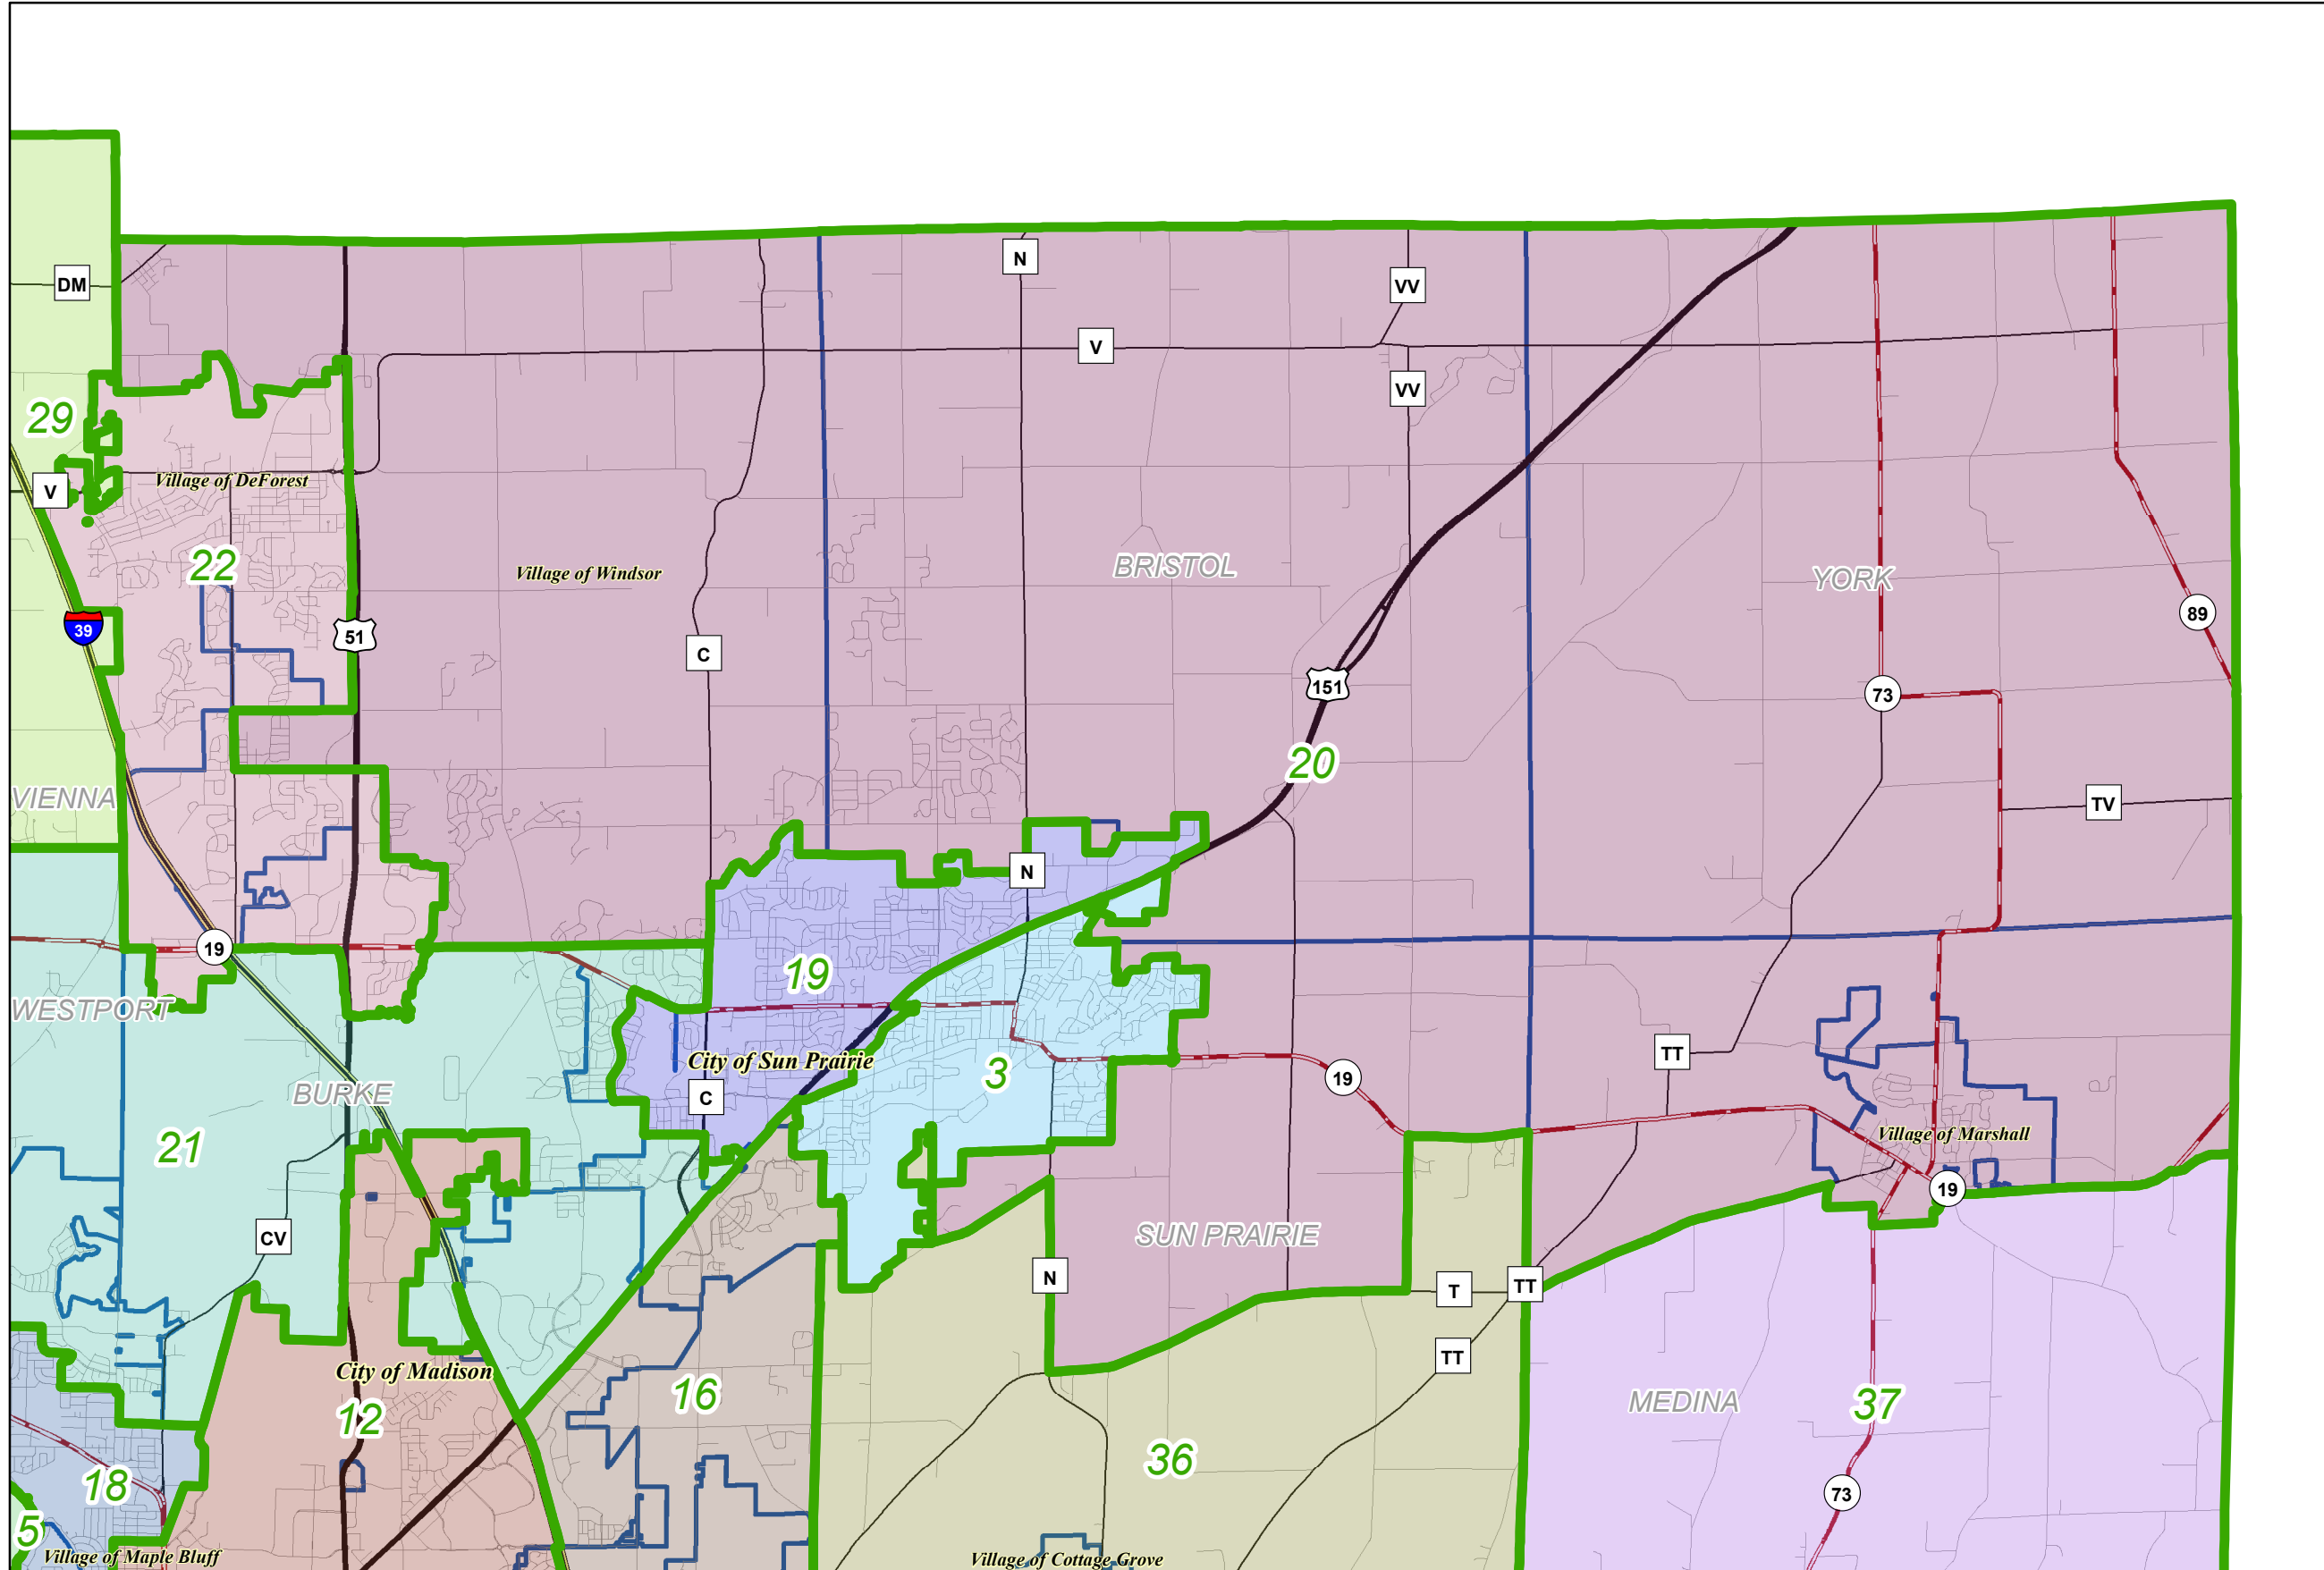 N
DM
VV
V
VV
29
Village of DeForest
V
22
BRISTOL
Village of Windsor
YORK
89
39
51
C
151
73
20
VIENNA
TV
N
19
19
WESTPORT
TT
City of Sun Prairie
3
19
BURKE
C
Village of Marshall
21
19
CV
SUN PRAIRIE
N
T
TT
TT
City of Madison
16
MEDINA
37
12
36
18
73
5
Village of Maple Bluff
Village of Cottage Grove